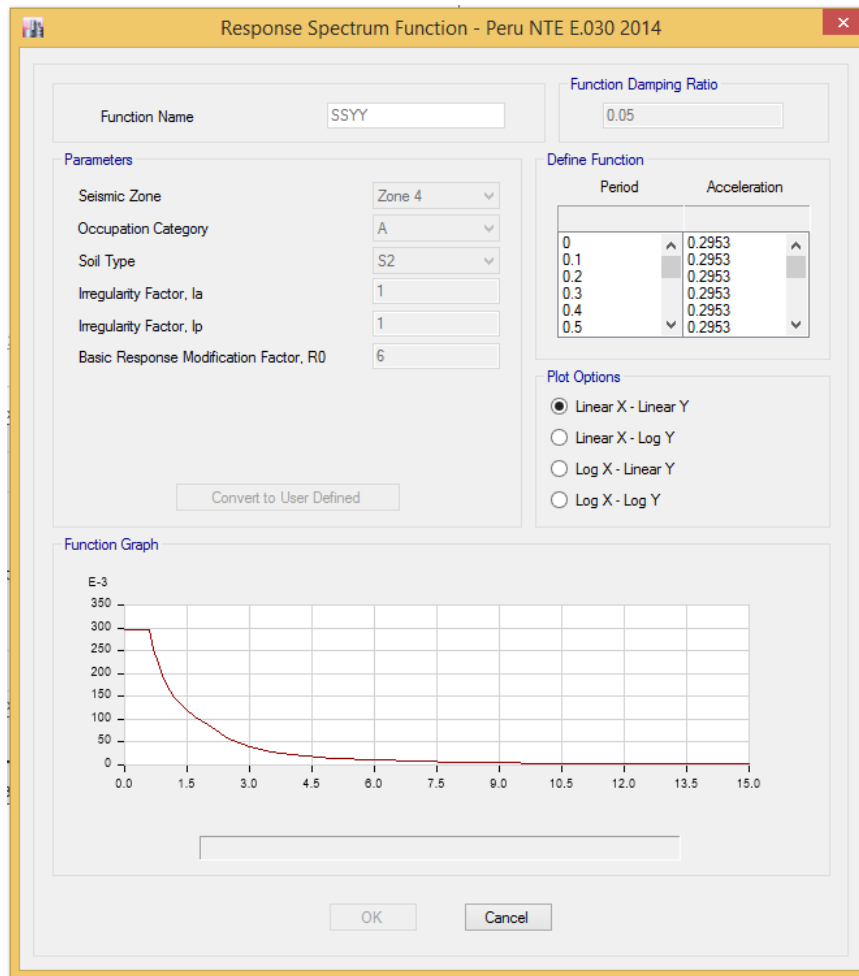 Response Spectrum Function - Peru NTE E.030 2014
Function Name
SSYY
Function Damping Ratio
0.05
Parameters
Seismic Zone
Zone 4
Occupation Category
A
Soil Type
S2
Irregularity Factor, Ia
1
Irregularity Factor, Ip
1
Basic Response Modification Factor, R0
6
Convert to User Defined
Define Function
Period Acceleration
0 0.2953
0.1 0.2953
0.2 0.2953
0.3 0.2953
0.4 0.2953
0.5 0.2953
Plot Options
Linear X - Linear Y
Linear X - Log Y
Log X - Linear Y
Log X - Log Y
Function Graph
E-3
350
300
250
200
150
100
50
0
0.0 1.5 3.0 4.5 6.0 7.5 9.0 10.5 12.0 13.5 15.0
OK Cancel